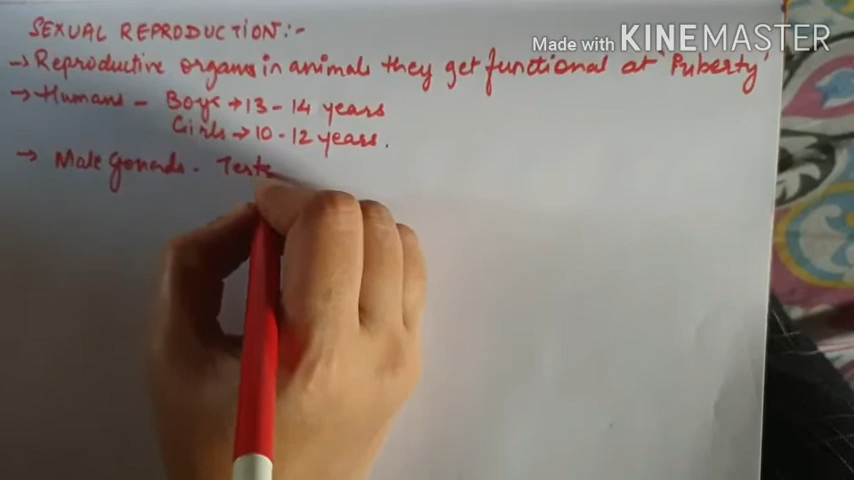 Made with KINEMASTER
SEXUAL REPRODUCTION:-
→ Reproductive organs in animals they get functional at 'Puberty'
→ Humans - Boys → 13 - 14 years
Girls → 10 - 12 years.
→ Male Gonads - Teste